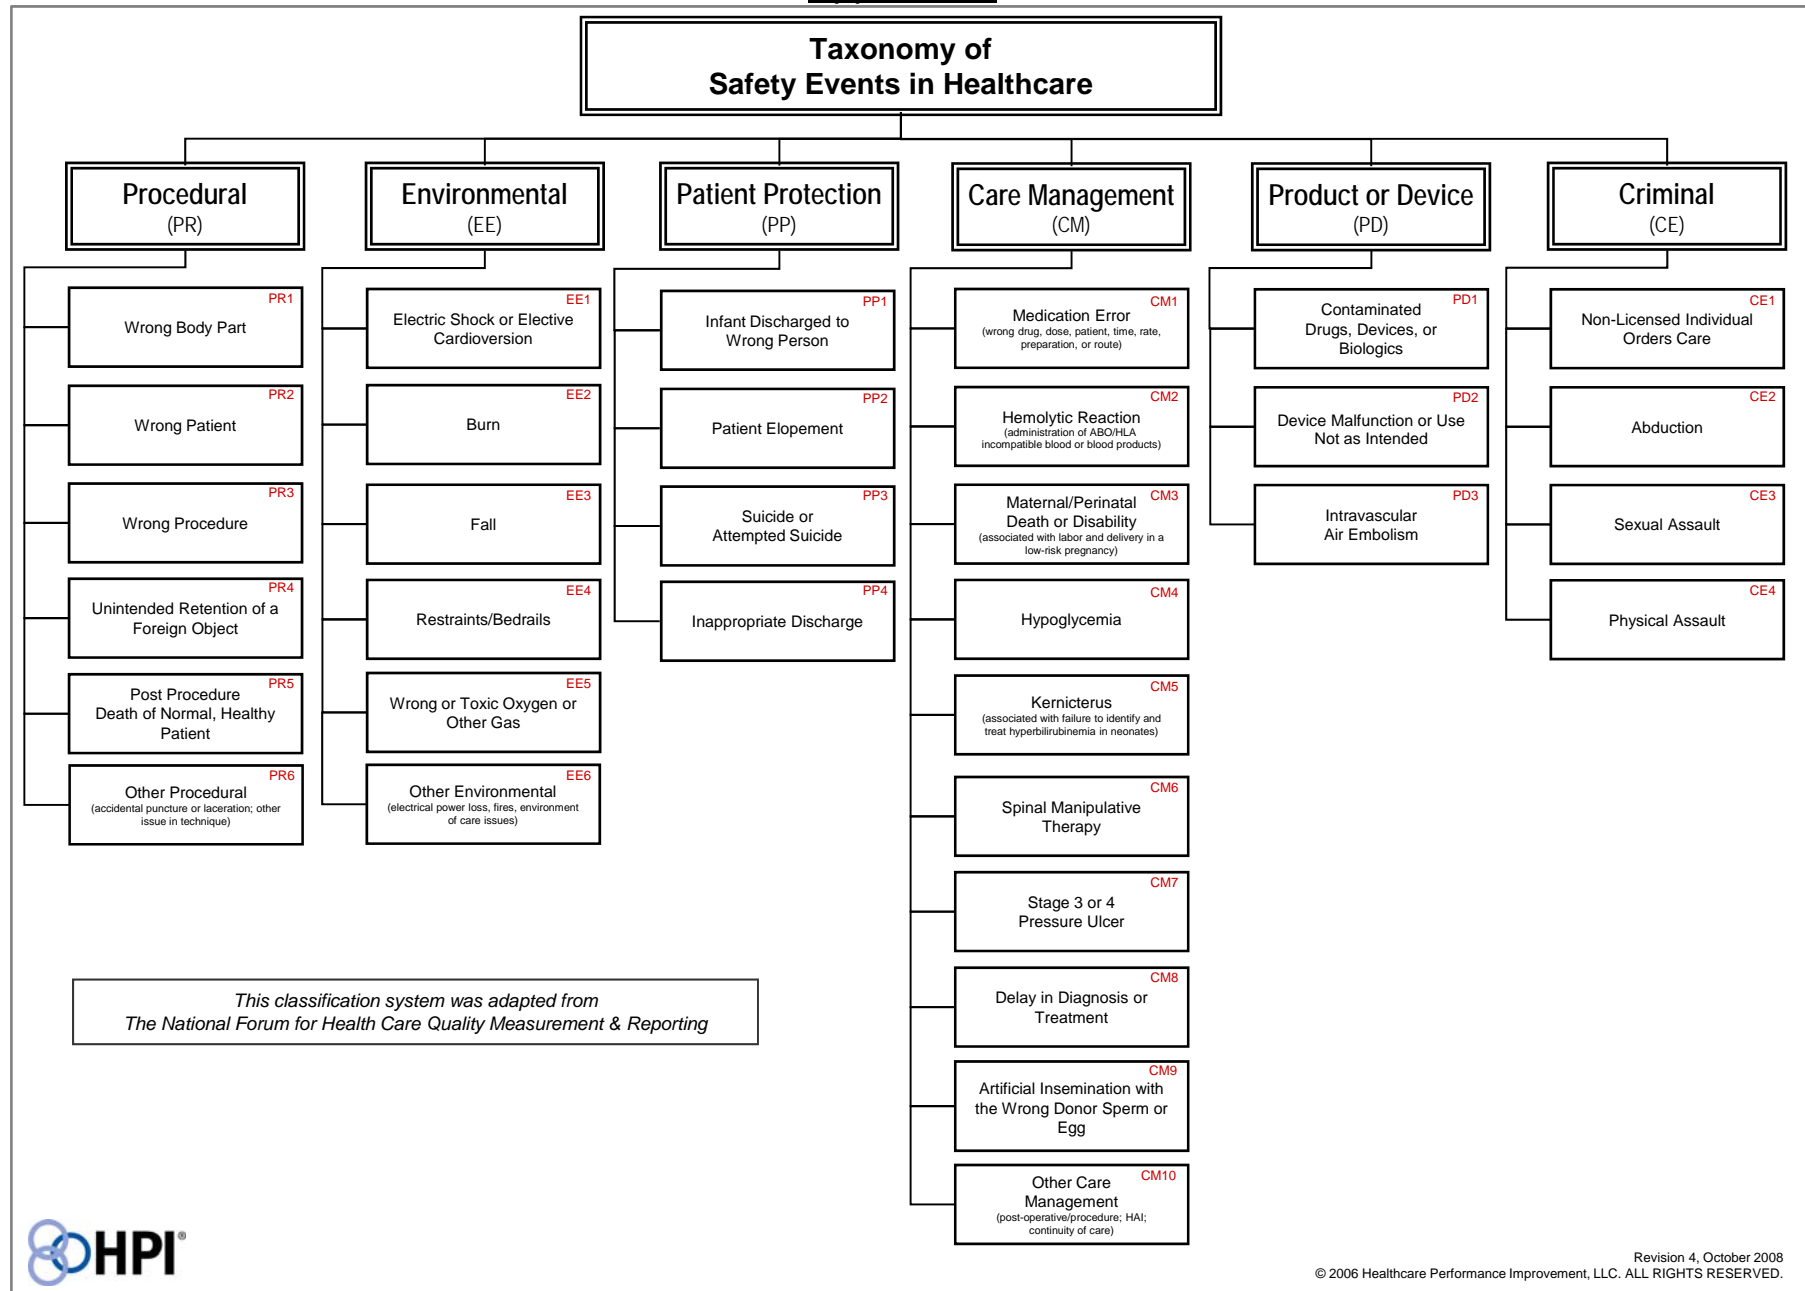 Taxonomy of
Safety Events in Healthcare
Procedural
(PR)
Environmental
(EE)
Patient Protection
(PP)
Care Management
(CM)
Product or Device
(PD)
Criminal
(CE)
PR1
Wrong Body Part
PR2
Wrong Patient
PR3
Wrong Procedure
PR4
Unintended Retention of a
Foreign Object
PR5
Post Procedure
Death of Normal, Healthy
Patient
PR6
Other Procedural
(accidental puncture or laceration; other
issue in technique)
EE1
Electric Shock or Elective
Cardioversion
EE2
Burn
EE3
Fall
EE4
Restraints/Bedrails
EE5
Wrong or Toxic Oxygen or
Other Gas
EE6
Other Environmental
(electrical power loss, fires, environment
of care issues)
PP1
Infant Discharged to
Wrong Person
PP2
Patient Elopement
PP3
Suicide or
Attempted Suicide
PP4
Inappropriate Discharge
CM1
Medication Error
(wrong drug, dose, patient, time, rate,
preparation, or route)
CM2
Hemolytic Reaction
(administration of ABO/HLA
incompatible blood or blood products)
CM3
Maternal/Perinatal
Death or Disability
(associated with labor and delivery in a
low-risk pregnancy)
CM4
Hypoglycemia
CM5
Kernicterus
(associated with failure to identify and
treat hyperbilirubinemia in neonates)
CM6
Spinal Manipulative
Therapy
CM7
Stage 3 or 4
Pressure Ulcer
CM8
Delay in Diagnosis or
Treatment
CM9
Artificial Insemination with
the Wrong Donor Sperm or
Egg
CM10
Other Care
Management
(post-operative/procedure; HAI;
continuity of care)
PD1
Contaminated
Drugs, Devices, or
Biologics
PD2
Device Malfunction or Use
Not as Intended
PD3
Intravascular
Air Embolism
CE1
Non-Licensed Individual
Orders Care
CE2
Abduction
CE3
Sexual Assault
CE4
Physical Assault
This classification system was adapted from
The National Forum for Health Care Quality Measurement & Reporting
HPI®
Revision 4, October 2008
© 2006 Healthcare Performance Improvement, LLC. ALL RIGHTS RESERVED.